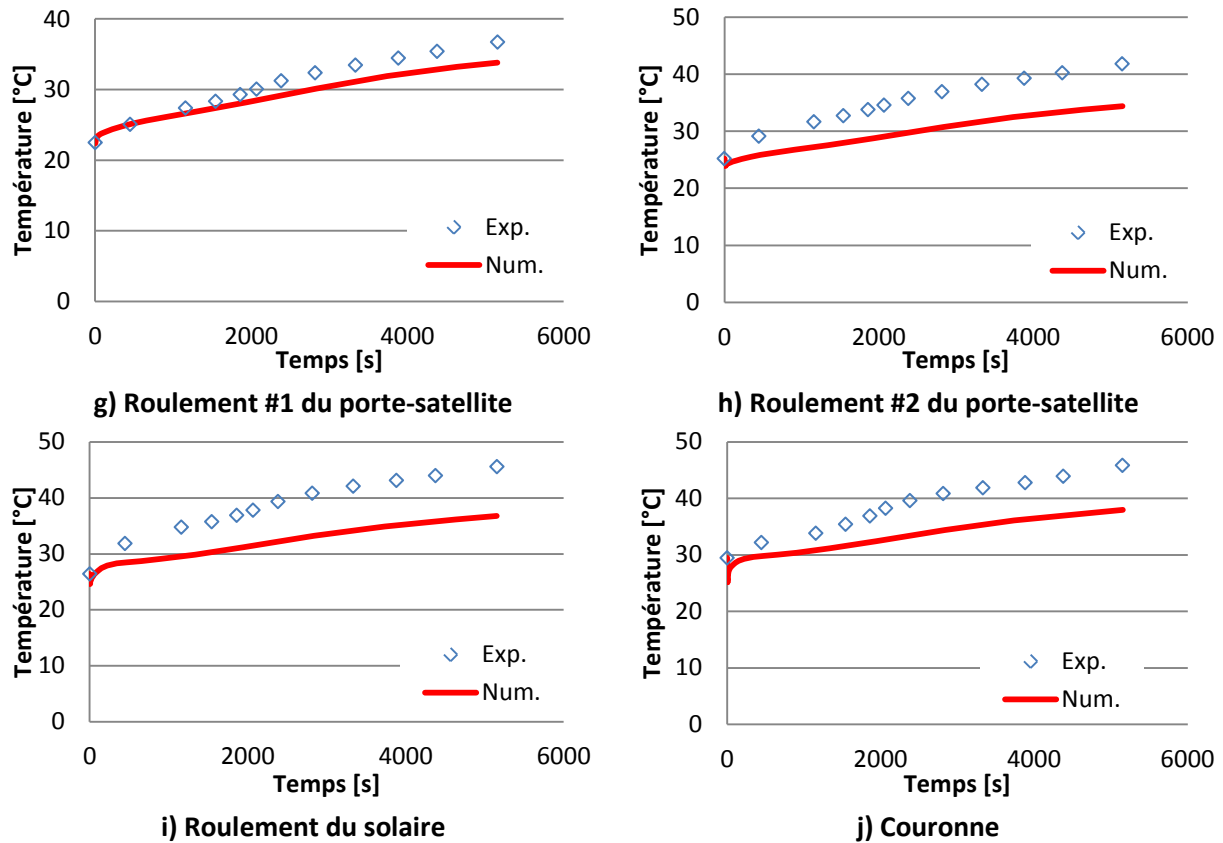 40
30
20
10
0
Température [°C]
0 2000 4000 6000
Temps [s]
Exp.
Num.
g) Roulement #1 du porte-satellite
50
40
30
20
10
0
Température [°C]
0 2000 4000 6000
Temps [s]
Exp.
Num.
h) Roulement #2 du porte-satellite
50
40
30
20
10
0
Température [°C]
0 2000 4000 6000
Temps [s]
Exp.
Num.
i) Roulement du solaire
50
40
30
20
10
0
Température [°C]
0 2000 4000 6000
Temps [s]
Exp.
Num.
j) Couronne